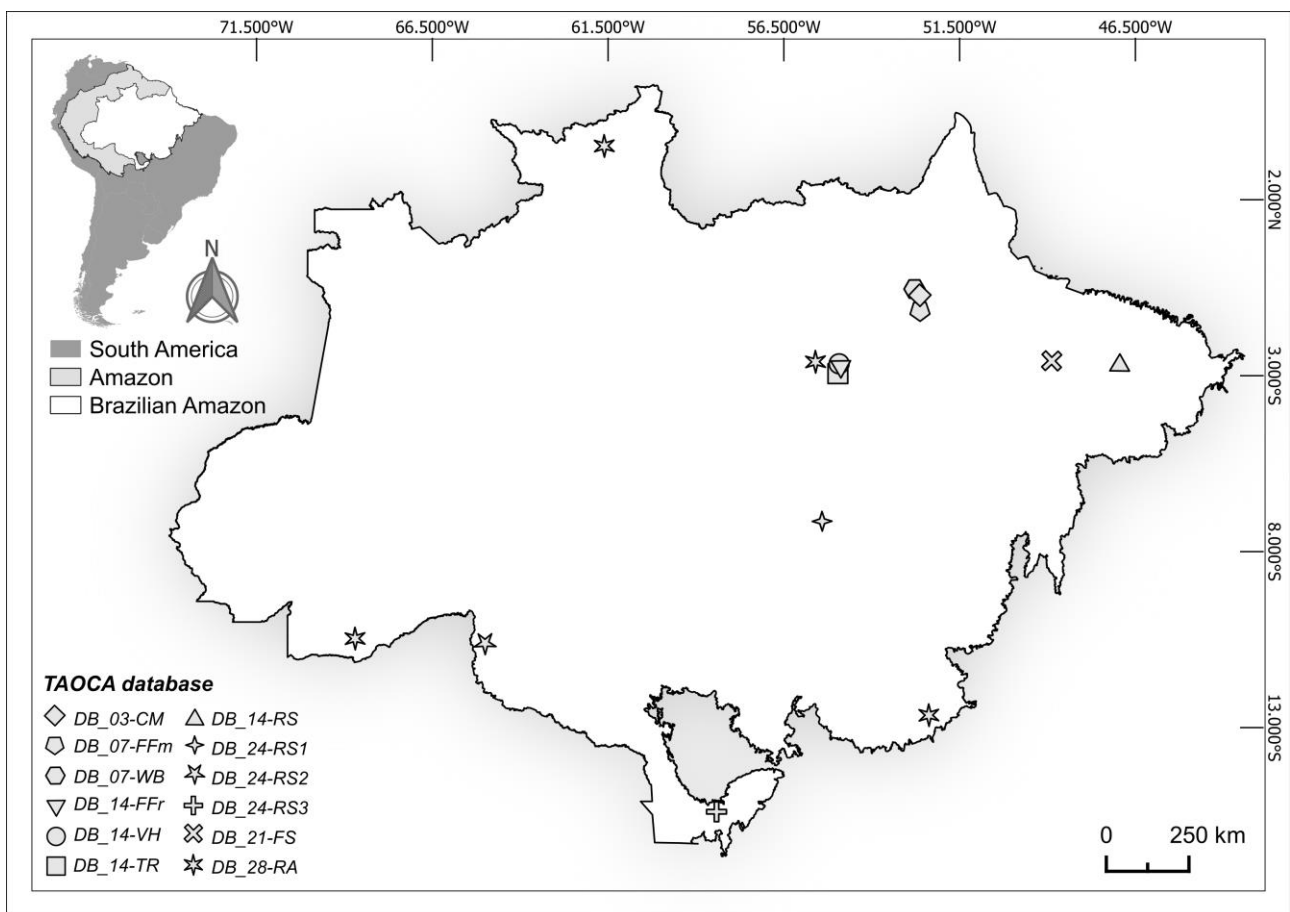 71.500°W 66.500°W 61.500°W 56.500°W 51.500°W 46.500°W
N
South America
Amazon
Brazilian Amazon
2.000°N
3.000°S
8.000°S
13.000°S
TAOCA database
DB_03-CM DB_14-RS
DB_07-FFm DB_24-RS1
DB_07-WB DB_24-RS2
DB_14-FFr DB_24-RS3
DB_14-VH DB_21-FS
DB_14-TR DB_28-RA
0 250 km